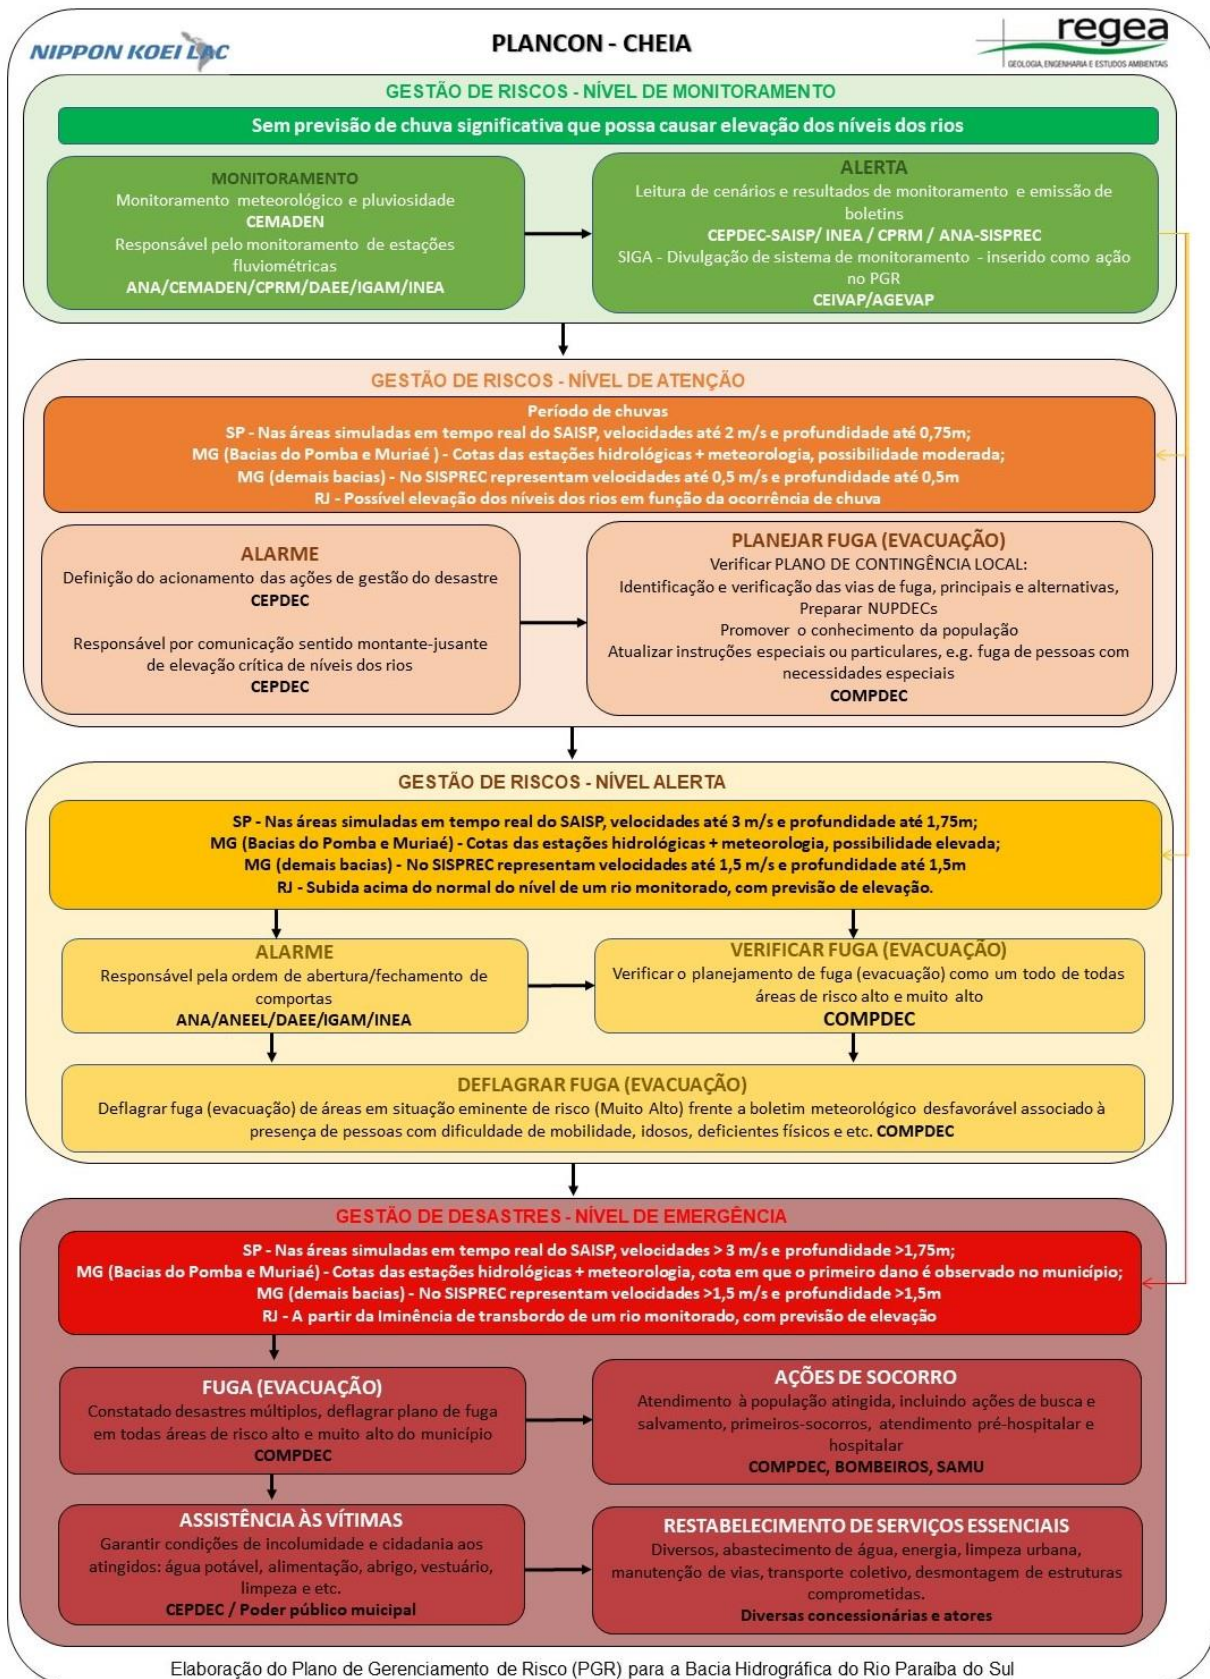 NIPPON KOEI LAC
PLANCON - CHEIA
regea
GEOLOGIA, ENGENHARIA E ESTUDOS AMBIENTAIS
GESTÃO DE RISCOS - NÍVEL DE MONITORAMENTO
Sem previsão de chuva significativa que possa causar elevação dos níveis dos rios
MONITORAMENTO
Monitoramento meteorológico e pluviosidade
CEMADEN
Responsável pelo monitoramento de estações
fluviométricas
ANA/CEMADEN/CPRM/DAEE/IGAM/INEA
ALERTA
Leitura de cenários e resultados de monitoramento e emissão de
boletins
CEPDEC-SAISP/ INEA / CPRM / ANA-SISPREC
SIGA - Divulgação de sistema de monitoramento - inserido como ação
no PGR
CEIVAP/AGEVAP
GESTÃO DE RISCOS - NÍVEL DE ATENÇÃO
Período de chuvas
SP - Nas áreas simuladas em tempo real do SAISP, velocidades até 2 m/s e profundidade até 0,75m;
MG (Bacias do Pomba e Muriaé ) - Cotas das estações hidrológicas + meteorologia, possibilidade moderada;
MG (demais bacias) - No SISPREC representam velocidades até 0,5 m/s e profundidade até 0,5m
RJ - Possível elevação dos níveis dos rios em função da ocorrência de chuva
ALARME
Definição do acionamento das ações de gestão do desastre
CEPDEC
Responsável por comunicação sentido montante-jusante
de elevação crítica de níveis dos rios
CEPDEC
PLANEJAR FUGA (EVACUAÇÃO)
Verificar PLANO DE CONTINGÊNCIA LOCAL:
Identificação e verificação das vias de fuga, principais e alternativas,
Preparar NUPDECs
Promover o conhecimento da população
Atualizar instruções especiais ou particulares, e.g. fuga de pessoas com
necessidades especiais
COMPDEC
GESTÃO DE RISCOS - NÍVEL ALERTA
SP - Nas áreas simuladas em tempo real do SAISP, velocidades até 3 m/s e profundidade até 1,75m;
MG (Bacias do Pomba e Muriaé) - Cotas das estações hidrológicas + meteorologia, possibilidade elevada;
MG (demais bacias) - No SISPREC representam velocidades até 1,5 m/s e profundidade até 1,5m
RJ - Subida acima do normal do nível de um rio monitorado, com previsão de elevação.
ALARME
Responsável pela ordem de abertura/fechamento de
comportas
ANA/ANEEL/DAEE/IGAM/INEA
VERIFICAR FUGA (EVACUAÇÃO)
Verificar o planejamento de fuga (evacuação) como um todo de todas
áreas de risco alto e muito alto
COMPDEC
DEFLAGRAR FUGA (EVACUAÇÃO)
Deflagrar fuga (evacuação) de áreas em situação eminente de risco (Muito Alto) frente a boletim meteorológico desfavorável associado à
presença de pessoas com dificuldade de mobilidade, idosos, deficientes físicos e etc. COMPDEC
GESTÃO DE DESASTRES - NÍVEL DE EMERGÊNCIA
SP - Nas áreas simuladas em tempo real do SAISP, velocidades > 3 m/s e profundidade >1,75m;
MG (Bacias do Pomba e Muriaé) - Cotas das estações hidrológicas + meteorologia, cota em que o primeiro dano é observado no município;
MG (demais bacias) - No SISPREC representam velocidades >1,5 m/s e profundidade >1,5m
RJ - A partir da Iminência de transbordo de um rio monitorado, com previsão de elevação
FUGA (EVACUAÇÃO)
Constatado desastres múltiplos, deflagrar plano de fuga
em todas áreas de risco alto e muito alto do município
COMPDEC
AÇÕES DE SOCORRO
Atendimento à população atingida, incluindo ações de busca e
salvamento, primeiros-socorros, atendimento pré-hospitalar e
hospitalar
COMPDEC, BOMBEIROS, SAMU
ASSISTÊNCIA ÀS VÍTIMAS
Garantir condições de incolumidade e cidadania aos
atingidos: água potável, alimentação, abrigo, vestuário,
limpeza e etc.
CEPDEC / Poder público muicipal
RESTABELECIMENTO DE SERVIÇOS ESSENCIAIS
Diversos, abastecimento de água, energia, limpeza urbana,
manutenção de vias, transporte coletivo, desmontagem de estruturas
comprometidas.
Diversas concessionárias e atores
Elaboração do Plano de Gerenciamento de Risco (PGR) para a Bacia Hidrográfica do Rio Paraíba do Sul